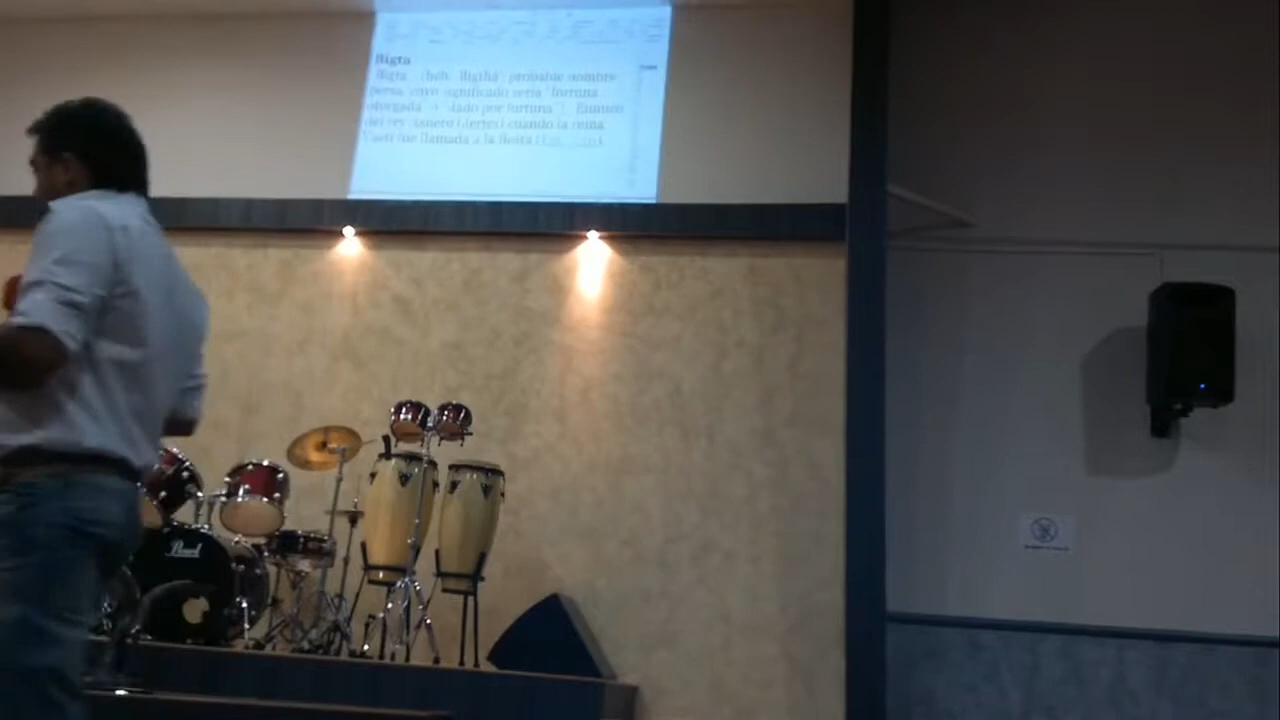 Bigta
Bigta (heb. Bigthá probable nombre
persa cuyo significado sería "fortuna
otorgada" o "dado por fortuna"). Eunuco
del rey Asuero (Jerjes) cuando la reina
Vasti fue llamada a la fiesta
Pearl